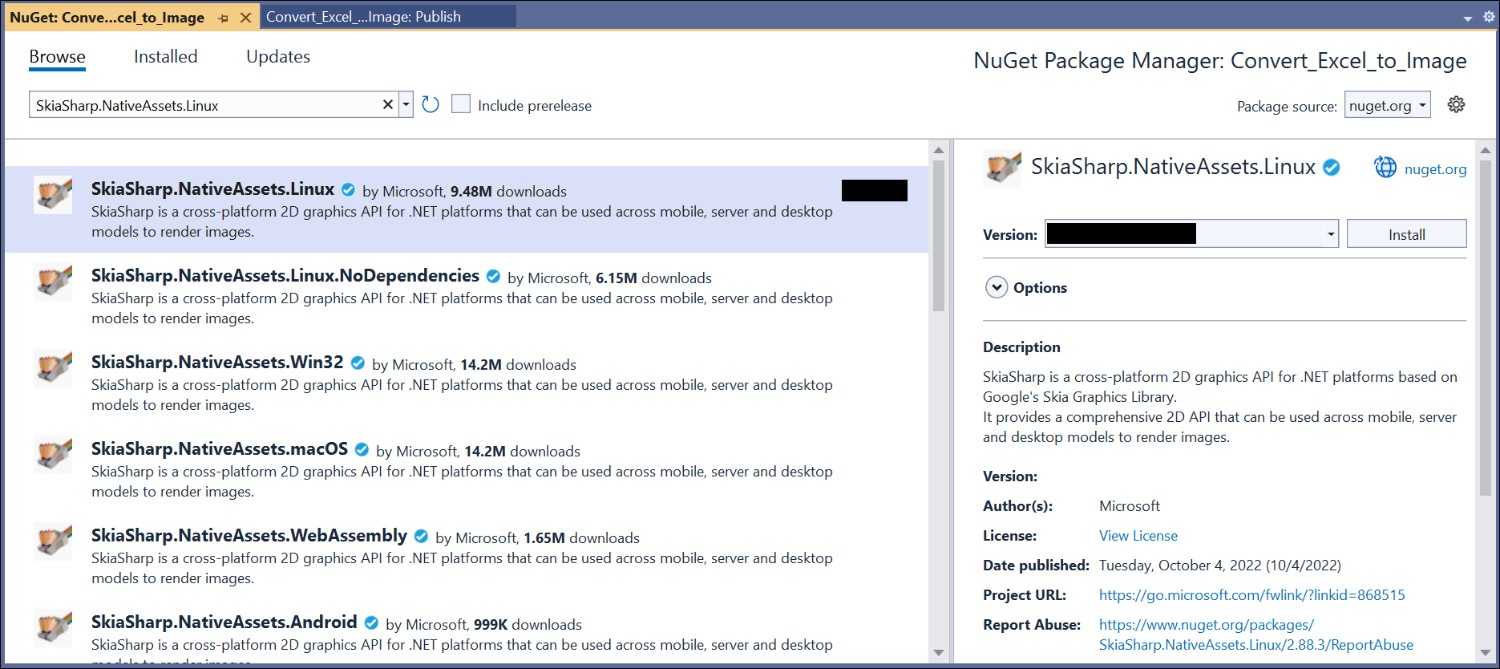 NuGet: Conve...cel_to_Image
Convert_Excel_...Image: Publish
Browse Installed Updates
NuGet Package Manager: Convert_Excel_to_Image
SkiaSharp.NativeAssets.Linux
Include prerelease
Package source: nuget.org
SkiaSharp.NativeAssets.Linux by Microsoft, 9.48M downloads
SkiaSharp is a cross-platform 2D graphics API for .NET platforms that can be used across mobile, server and desktop
models to render images.
SkiaSharp.NativeAssets.Linux.NoDependencies by Microsoft, 6.15M downloads
SkiaSharp is a cross-platform 2D graphics API for .NET platforms that can be used across mobile, server and desktop
models to render images.
SkiaSharp.NativeAssets.Win32 by Microsoft, 14.2M downloads
SkiaSharp is a cross-platform 2D graphics API for .NET platforms that can be used across mobile, server and desktop
models to render images.
SkiaSharp.NativeAssets.macOS by Microsoft, 14.2M downloads
SkiaSharp is a cross-platform 2D graphics API for .NET platforms that can be used across mobile, server and desktop
models to render images.
SkiaSharp.NativeAssets.WebAssembly by Microsoft, 1.65M downloads
SkiaSharp is a cross-platform 2D graphics API for .NET platforms that can be used across mobile, server and desktop
models to render images.
SkiaSharp.NativeAssets.Android by Microsoft, 999K downloads
SkiaSharp is a cross-platform 2D graphics API for .NET platforms that can be used across mobile, server and desktop
models to render images.
SkiaSharp.NativeAssets.Linux
nuget.org
Version:
Install
Options
Description
SkiaSharp is a cross-platform 2D graphics API for .NET platforms based on
Google's Skia Graphics Library.
It provides a comprehensive 2D API that can be used across mobile, server
and desktop models to render images.
Version:
Author(s): Microsoft
License: View License
Date published: Tuesday, October 4, 2022 (10/4/2022)
Project URL: https://go.microsoft.com/fwlink/?linkid=868515
Report Abuse: https://www.nuget.org/packages/
SkiaSharp.NativeAssets.Linux/2.88.3/ReportAbuse